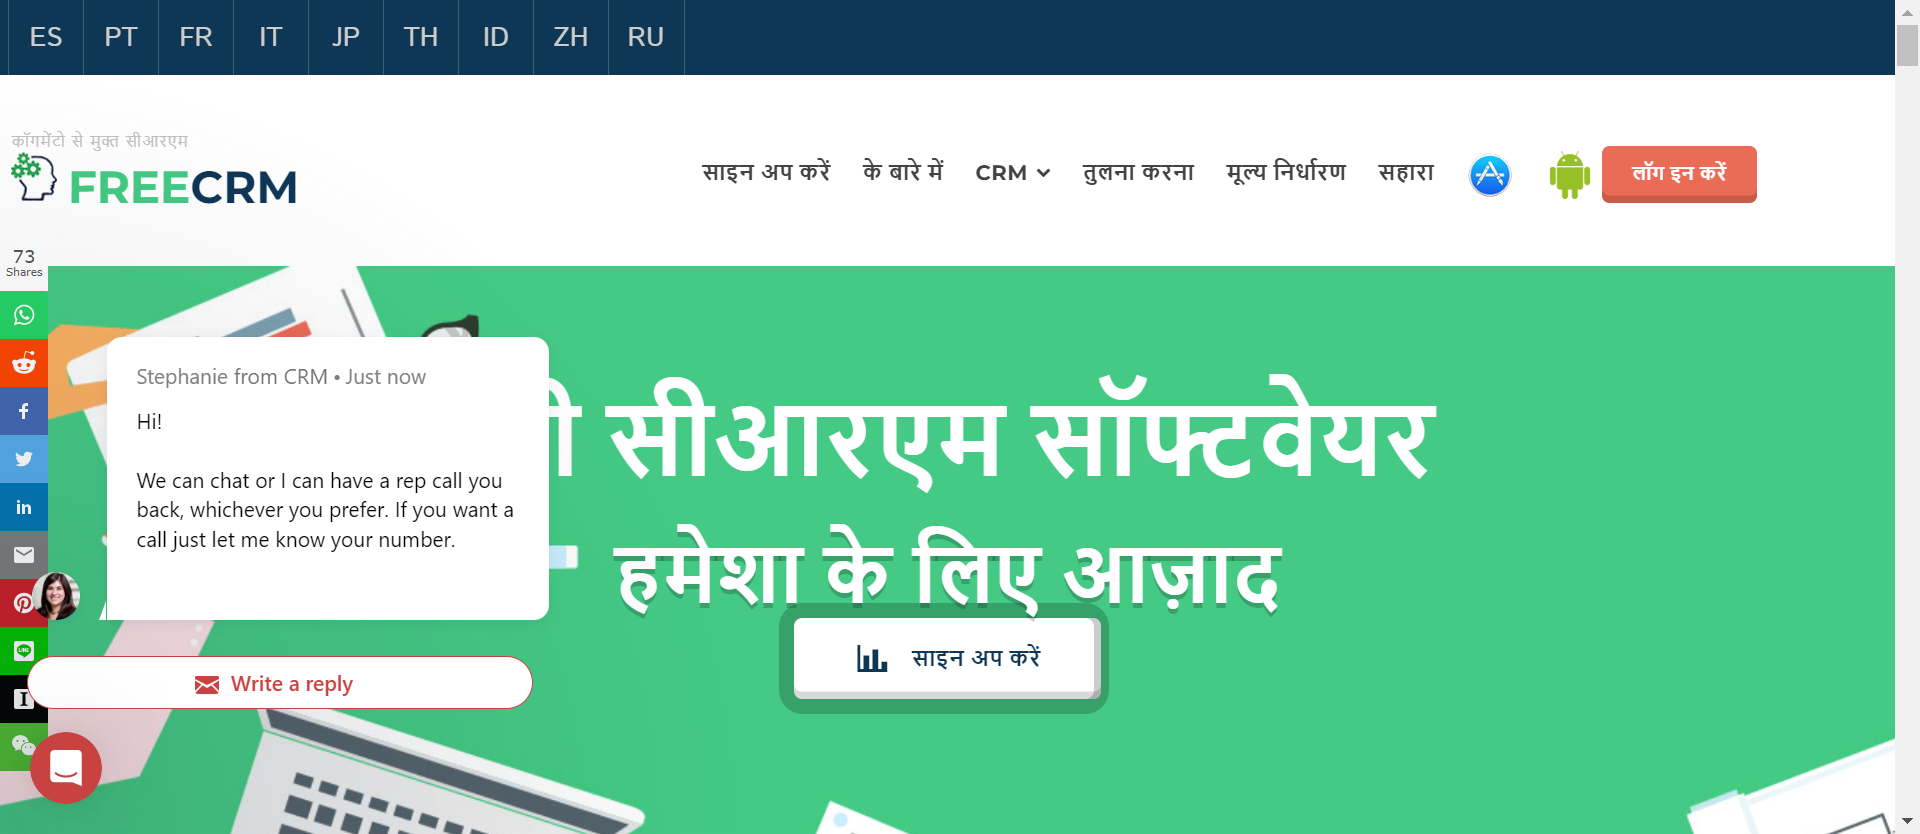 ES PT FR IT JP TH ID ZH RU
कॉगमेंटो से मुक्त सीआरएम
FREECRM
साइन अप करें के बारे में CRM तुलना करना मूल्य निर्धारण सहारा लॉग इन करें
73
Shares
Stephanie from CRM • Just now
Hi!
We can chat or I can have a rep call you
back, whichever you prefer. If you want a
call just let me know your number.
सीआरएम सॉफ्टवेयर
हमेशा के लिए आज़ाद
साइन अप करें
Write a reply